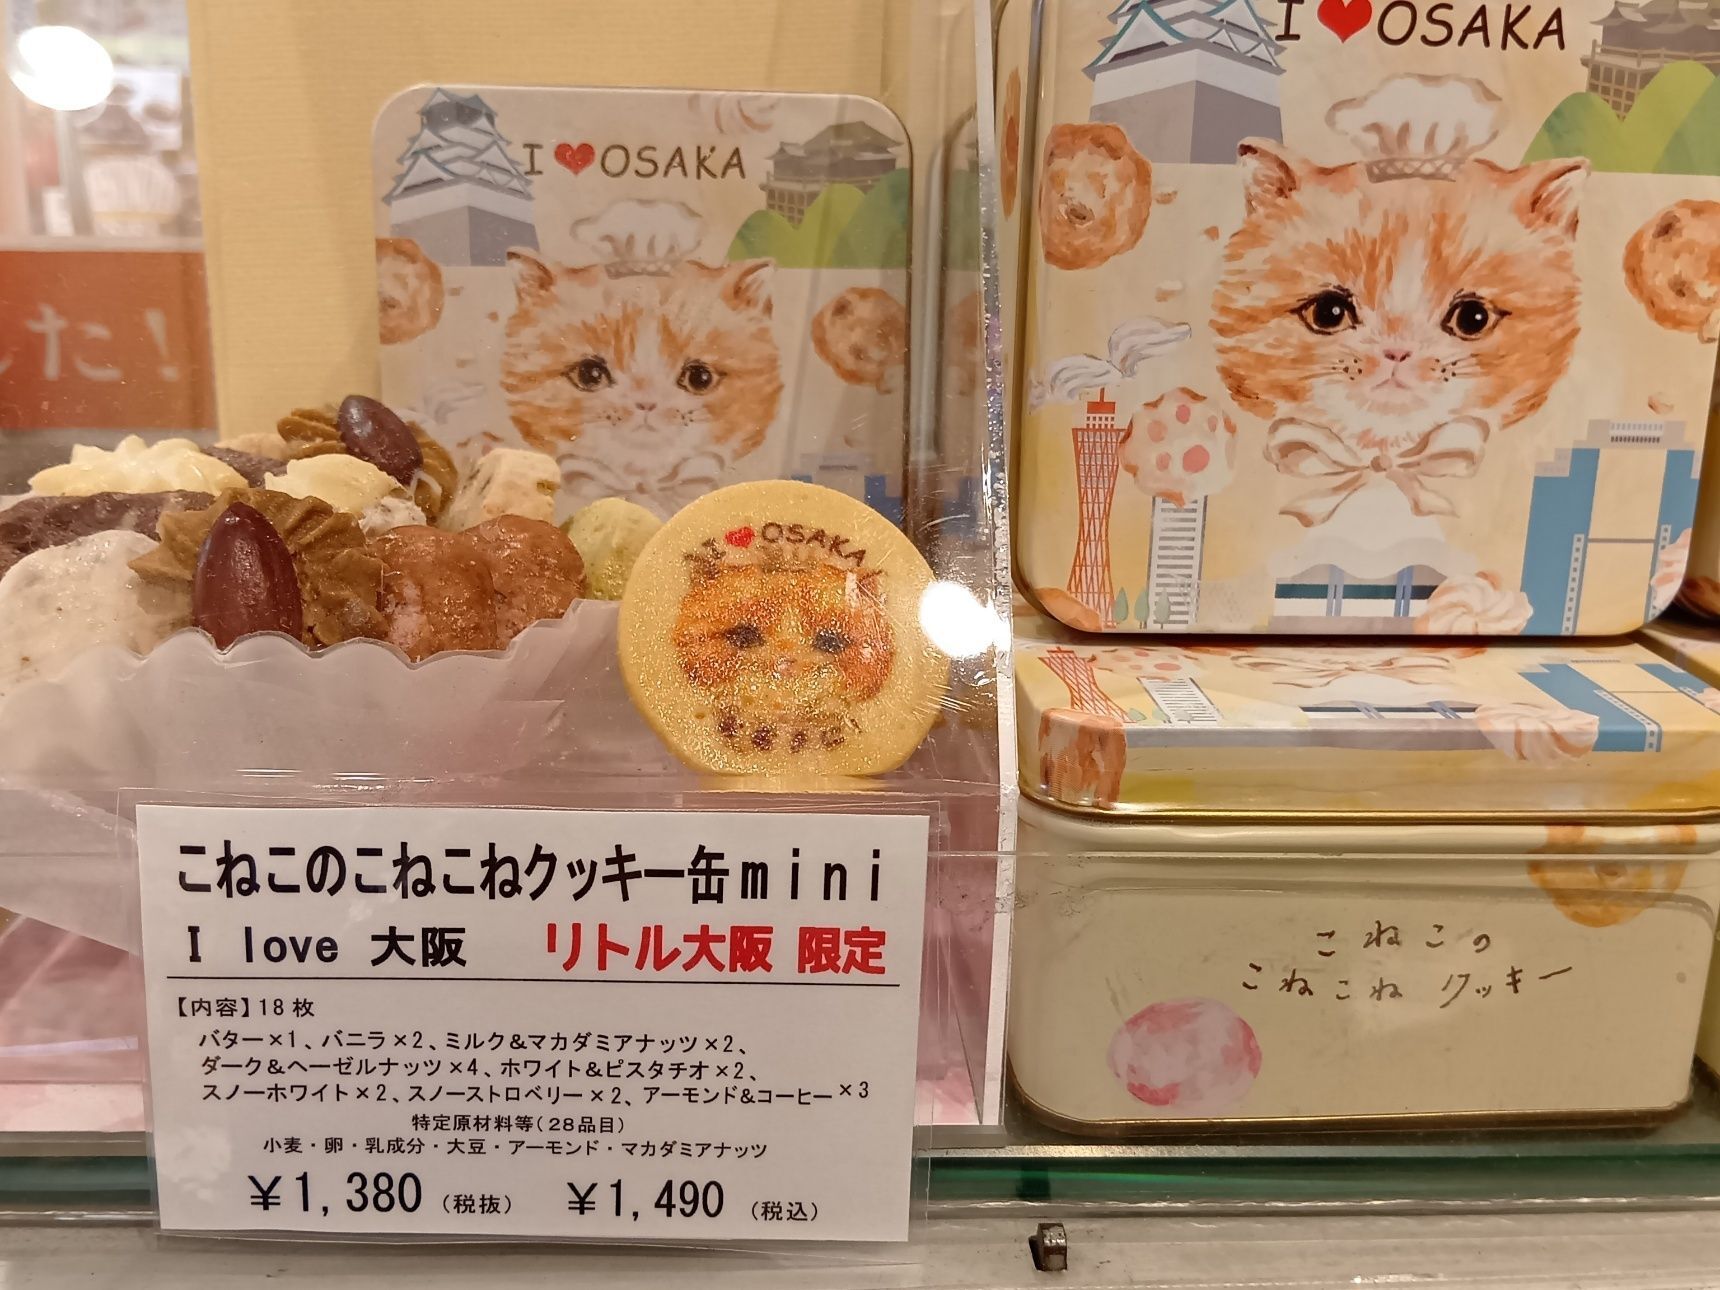 I ❤ OSAKA
I ❤ OSAKA
した！
I ❤ OSAKA
こねこのこねこねクッキー缶mini
I love 大阪 リトル大阪 限定
【内容】18枚
バター×1、バニラ×2、ミルク&マカダミアナッツ×2、
ダーク&ヘーゼルナッツ×4、ホワイト&ピスタチオ×2、
スノーホワイト×2、スノーストロベリー×2、アーモンド&コーヒー×3
特定原材料等(28品目)
小麦・卵・乳成分・大豆・アーモンド・マカダミアナッツ
￥1,380 (税抜) ￥1,490 (税込)
こねこの
こねこねクッキー